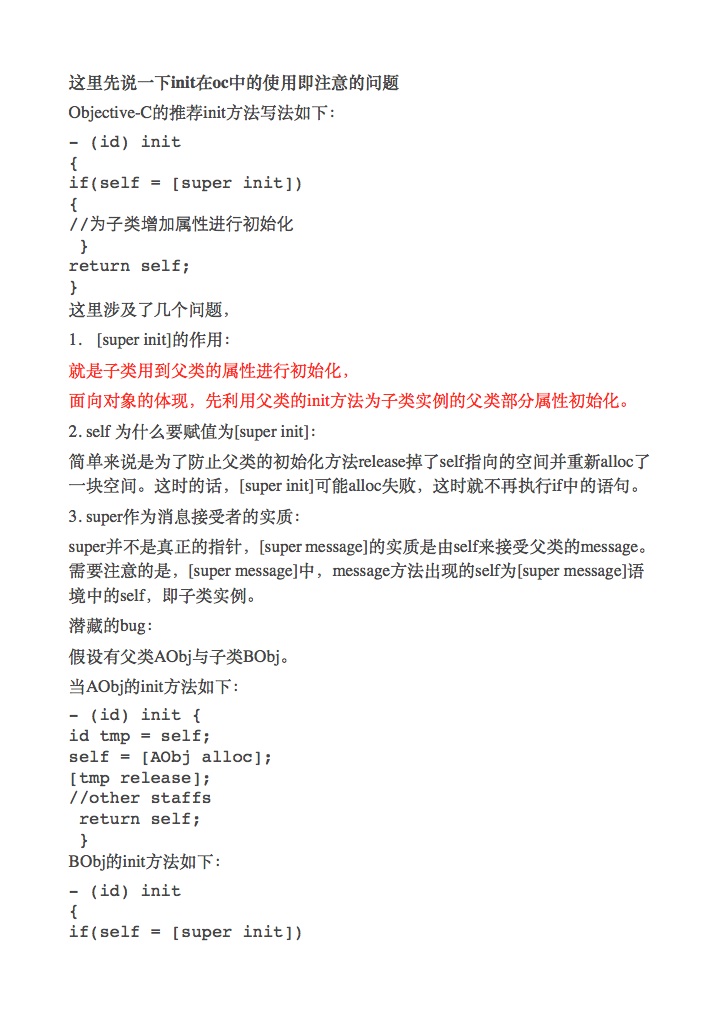 这里先说一下init在oc中的使用即注意的问题
Objective-C的推荐init方法写法如下：
- (id) init
{
if(self = [super init])
{
//为子类增加属性进行初始化
 }
return self;
}
这里涉及了几个问题，
1. [super init]的作用：
就是子类用到父类的属性进行初始化，
面向对象的体现，先利用父类的init方法为子类实例的父类部分属性初始化。
2. self 为什么要赋值为[super init]：
简单来说是为了防止父类的初始化方法release掉了self指向的空间并重新alloc了
一块空间。这时的话，[super init]可能alloc失败，这时就不再执行if中的语句。
3. super作为消息接受者的实质：
super并不是真正的指针，[super message]的实质是由self来接受父类的message。
需要注意的是，[super message]中，message方法出现的self为[super message]语
境中的self，即子类实例。
潜藏的bug：
假设有父类AObj与子类BObj。
当AObj的init方法如下：
- (id) init {
id tmp = self;
self = [AObj alloc];
[tmp release];
//other staffs
 return self;
 }
BObj的init方法如下：
- (id) init
{
if(self = [super init])